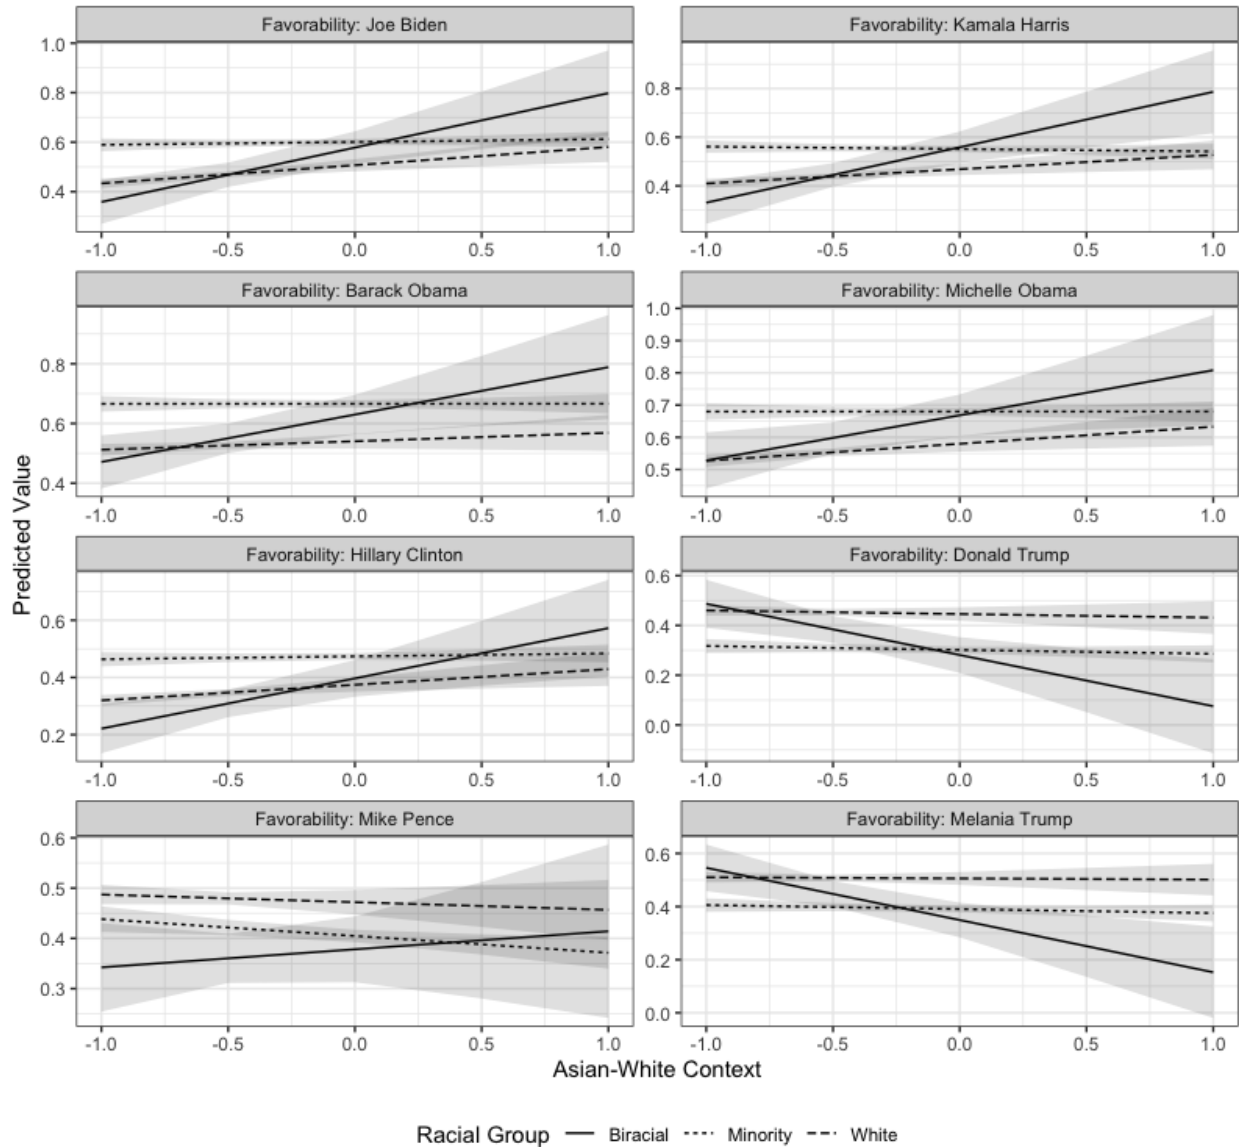 Favorability: Joe Biden
1.0
0.8
0.6
0.4
-1.0 -0.5 0.0 0.5 1.0
Favorability: Kamala Harris
0.8
0.6
0.4
-1.0 -0.5 0.0 0.5 1.0
Favorability: Barack Obama
0.8
0.6
0.4
-1.0 -0.5 0.0 0.5 1.0
Favorability: Michelle Obama
1.0
0.9
0.8
0.7
0.6
0.5
-1.0 -0.5 0.0 0.5 1.0
Predicted Value
Favorability: Hillary Clinton
0.6
0.4
0.2
-1.0 -0.5 0.0 0.5 1.0
Favorability: Donald Trump
0.6
0.4
0.2
0.0
-1.0 -0.5 0.0 0.5 1.0
Favorability: Mike Pence
0.6
0.5
0.4
0.3
-1.0 -0.5 0.0 0.5 1.0
Favorability: Melania Trump
0.6
0.4
0.2
0.0
-1.0 -0.5 0.0 0.5 1.0
Asian-White Context
Racial Group Biracial Minority White